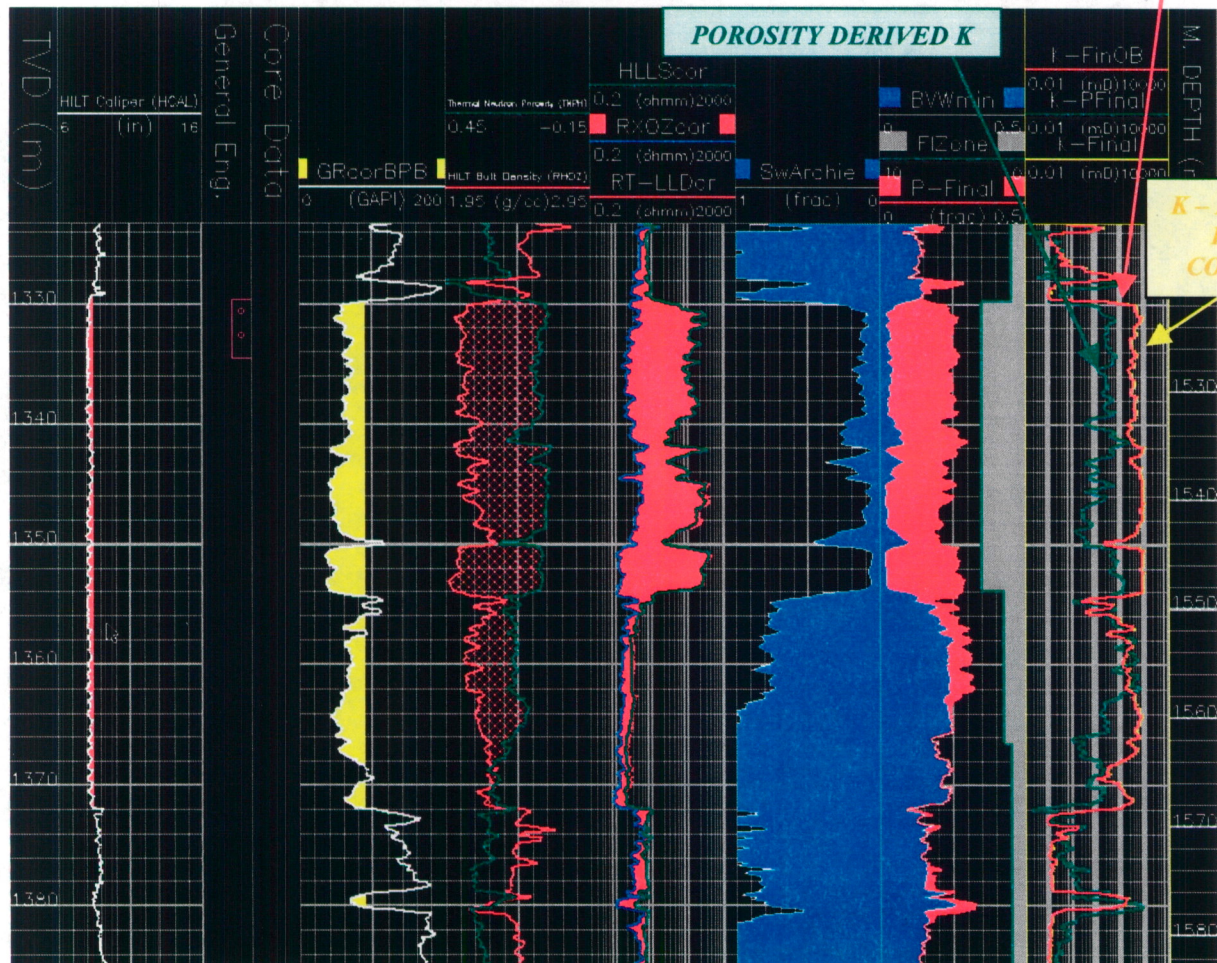 POROSITY DERIVED K
TVD (m)
HILT Caliper (HCAL)
6 (in) 16
General Eng.
Core Data
GRcorBPB
0 (GAPI) 200
Thermal Neutron Porosity (TNPH)
0.45 -0.15
HILT Bulk Density (RHOZ)
1.95 (g/cc) 2.95
HLLScor
0.2 (ohmm) 2000
RXOZcor
0.2 (ohmm) 2000
RT-LLDcr
0.2 (ohmm) 2000
SwArchie
1 (frac) 0
BVWmin
0 0.5
FIZone
10 0
P-Final
0 (frac) 0.5
K-FinOB
0.01 (mD) 10000
K-PFinal
0.01 (mD) 10000
K-Final
0.01 (mD) 10000
M. DEPTH
K –
CO
1330
1340
1350
1360
1370
1380
1530
1540
1550
1560
1570
1580